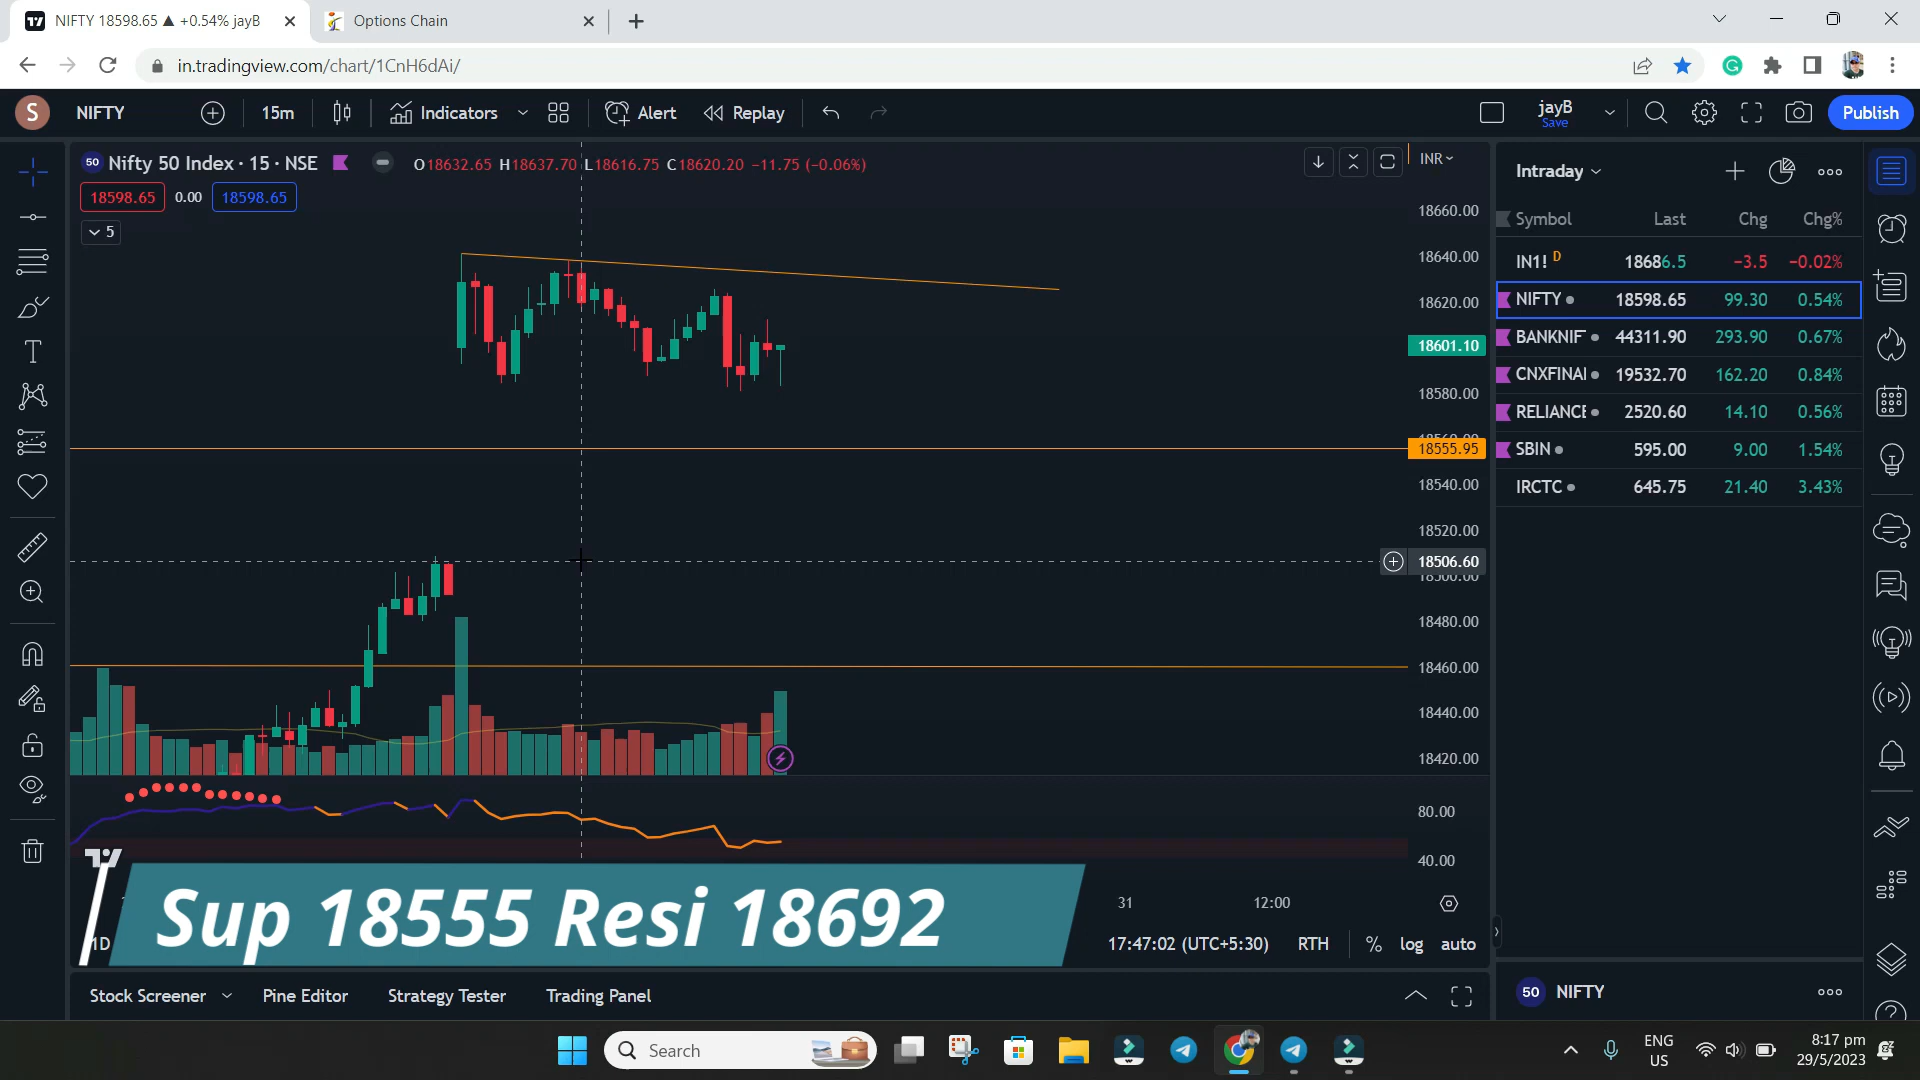 NIFTY 18598.65 ▲ +0.54% jayB
Options Chain
in.tradingview.com/chart/1CnH6dAi/
S NIFTY 15m Indicators Alert Replay jayB Save Publish
50 Nifty 50 Index · 15 · NSE O18632.65 H18637.70 L18616.75 C18620.20 -11.75 (-0.06%)
18598.65 0.00 18598.65
5
INR
18660.00
18640.00
18620.00
18601.10
18580.00
18555.95
18540.00
18520.00
18506.60
18500.00
18480.00
18460.00
18440.00
18420.00
80.00
40.00
31 12:00
1D
17:47:02 (UTC+5:30) RTH % log auto
Sup 18555 Resi 18692
Intraday
Symbol Last Chg Chg%
IN1! D 18686.5 −3.5 −0.02%
NIFTY 18598.65 99.30 0.54%
BANKNIF 44311.90 293.90 0.67%
CNXFINAI 19532.70 162.20 0.84%
RELIANCE 2520.60 14.10 0.56%
SBIN 595.00 9.00 1.54%
IRCTC 645.75 21.40 3.43%
50 NIFTY
Stock Screener Pine Editor Strategy Tester Trading Panel
Search
ENG
US
8:17 pm
29/5/2023